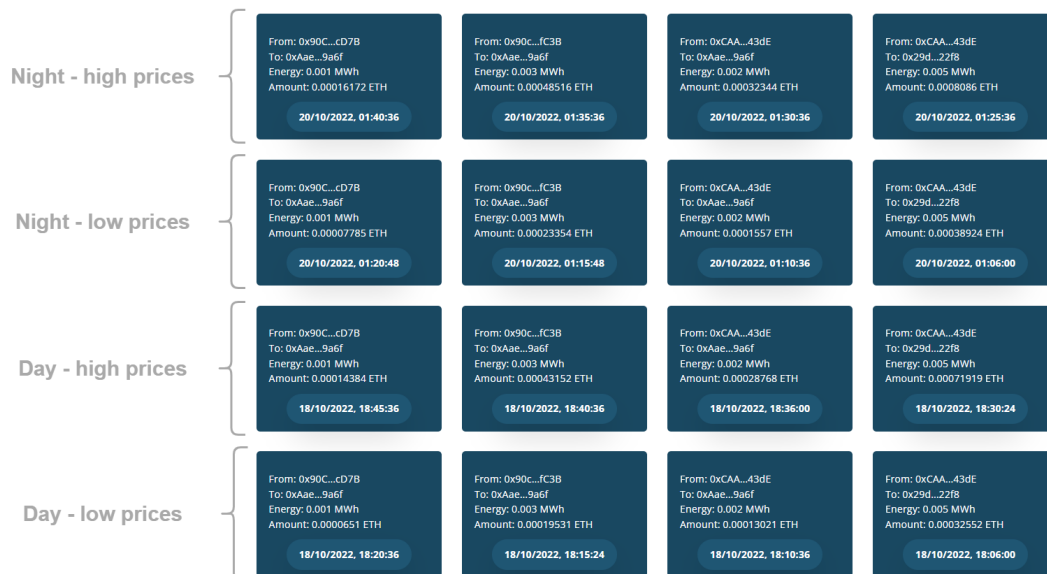 Night - high prices
From: 0x90C...cD7B
To: 0xAae...9a6f
Energy: 0.001 MWh
Amount: 0.00016172 ETH
20/10/2022, 01:40:36
From: 0x90c...fC3B
To: 0xAae...9a6f
Energy: 0.003 MWh
Amount: 0.00048516 ETH
20/10/2022, 01:35:36
From: 0xCAA...43dE
To: 0xAae...9a6f
Energy: 0.002 MWh
Amount: 0.00032344 ETH
20/10/2022, 01:30:36
From: 0xCAA...43dE
To: 0x29d...22f8
Energy: 0.005 MWh
Amount: 0.0008086 ETH
20/10/2022, 01:25:36
Night - low prices
From: 0x90C...cD7B
To: 0xAae...9a6f
Energy: 0.001 MWh
Amount: 0.00007785 ETH
20/10/2022, 01:20:48
From: 0x90c...fC3B
To: 0xAae...9a6f
Energy: 0.003 MWh
Amount: 0.00023354 ETH
20/10/2022, 01:15:48
From: 0xCAA...43dE
To: 0xAae...9a6f
Energy: 0.002 MWh
Amount: 0.0001557 ETH
20/10/2022, 01:10:36
From: 0xCAA...43dE
To: 0x29d...22f8
Energy: 0.005 MWh
Amount: 0.00038924 ETH
20/10/2022, 01:06:00
Day - high prices
From: 0x90C...cD7B
To: 0xAae...9a6f
Energy: 0.001 MWh
Amount: 0.00014384 ETH
18/10/2022, 18:45:36
From: 0x90c...fC3B
To: 0xAae...9a6f
Energy: 0.003 MWh
Amount: 0.00043152 ETH
18/10/2022, 18:40:36
From: 0xCAA...43dE
To: 0xAae...9a6f
Energy: 0.002 MWh
Amount: 0.00028768 ETH
18/10/2022, 18:36:00
From: 0xCAA...43dE
To: 0x29d...22f8
Energy: 0.005 MWh
Amount: 0.00071919 ETH
18/10/2022, 18:30:24
Day - low prices
From: 0x90C...cD7B
To: 0xAae...9a6f
Energy: 0.001 MWh
Amount: 0.0000651 ETH
18/10/2022, 18:20:36
From: 0x90c...fC3B
To: 0xAae...9a6f
Energy: 0.003 MWh
Amount: 0.00019531 ETH
18/10/2022, 18:15:24
From: 0xCAA...43dE
To: 0xAae...9a6f
Energy: 0.002 MWh
Amount: 0.00013021 ETH
18/10/2022, 18:10:36
From: 0xCAA...43dE
To: 0x29d...22f8
Energy: 0.005 MWh
Amount: 0.00032552 ETH
18/10/2022, 18:06:00